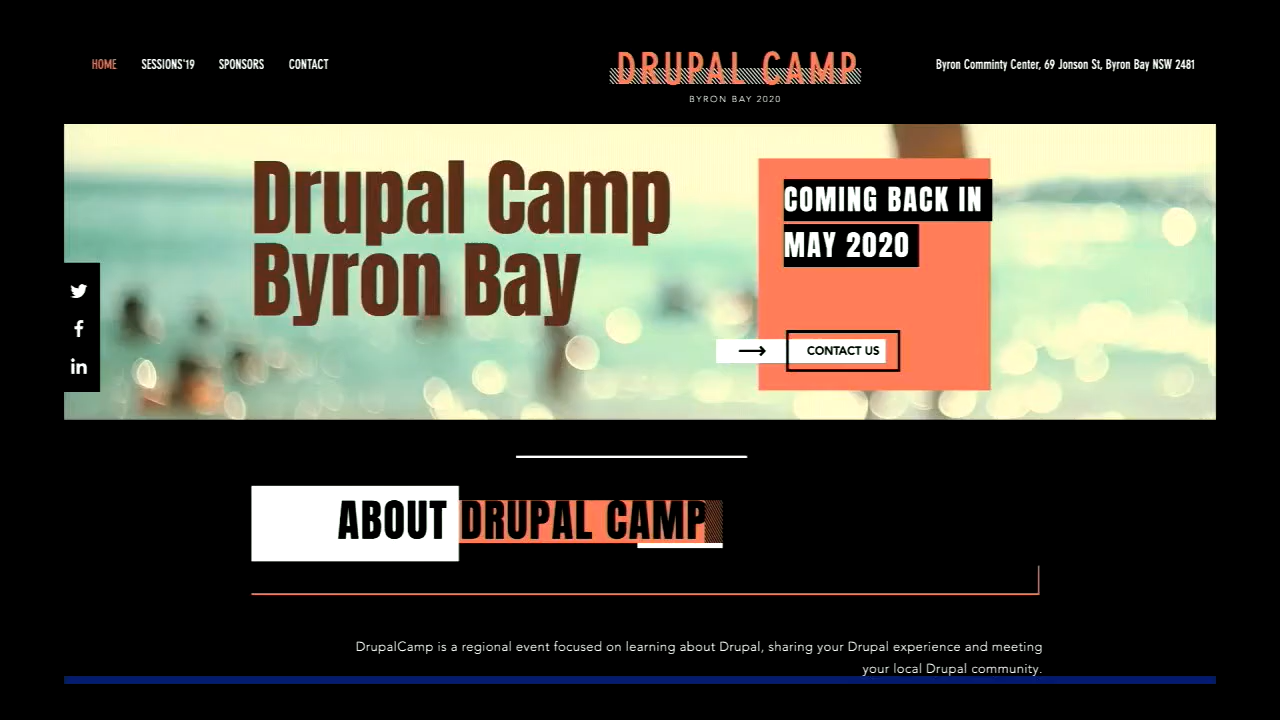 HOME SESSIONS'19 SPONSORS CONTACT
DRUPAL CAMP
BYRON BAY 2020
Byron Comminty Center, 69 Jonson St, Byron Bay NSW 2481
Drupal Camp
Byron Bay
COMING BACK IN
MAY 2020
CONTACT US
ABOUT DRUPAL CAMP
DrupalCamp is a regional event focused on learning about Drupal, sharing your Drupal experience and meeting
your local Drupal community.